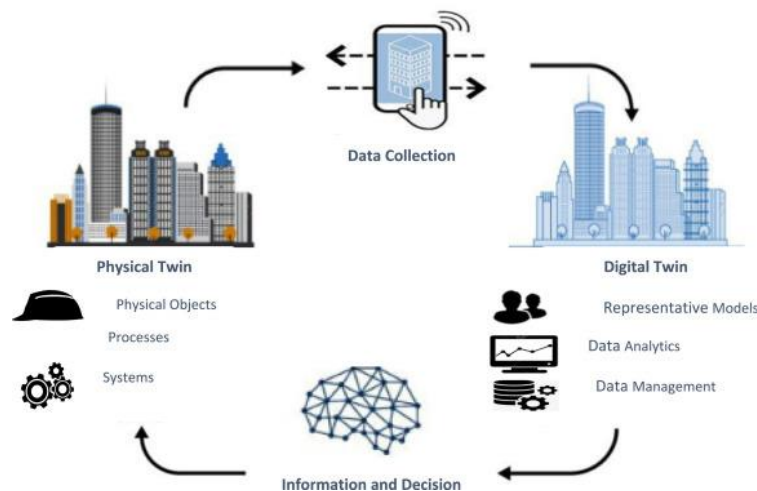 Data Collection
Physical Twin
Digital Twin
Physical Objects
Representative Models
Processes
Data Analytics
Systems
Data Management
Information and Decision